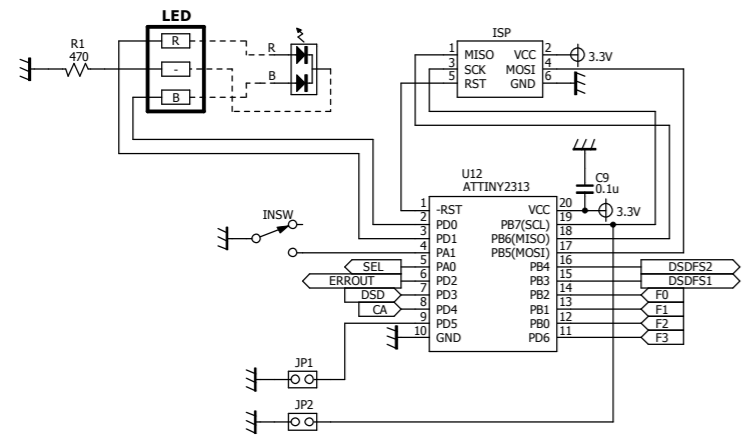 LED
R1
470
R
-
B
R
B
ISP
1 MISO VCC 2
3 SCK MOSI 4
5 RST GND 6
3.3V
C9
0.1u
3.3V
U12
ATTINY2313
INSW
1 -RST VCC 20
2 PD0 PB7(SCL) 19
3 PD1 PB6(MISO) 18
4 PA1 PB5(MOSI) 17
SEL 5 PA0 PB4 16 DSDFS2
ERROUT 6 PD2 PB3 15 DSDFS1
DSD 7 PD3 PB2 14 F0
CA 8 PD4 PB1 13 F1
9 PD5 PB0 12 F2
10 GND PD6 11 F3
JP1
JP2